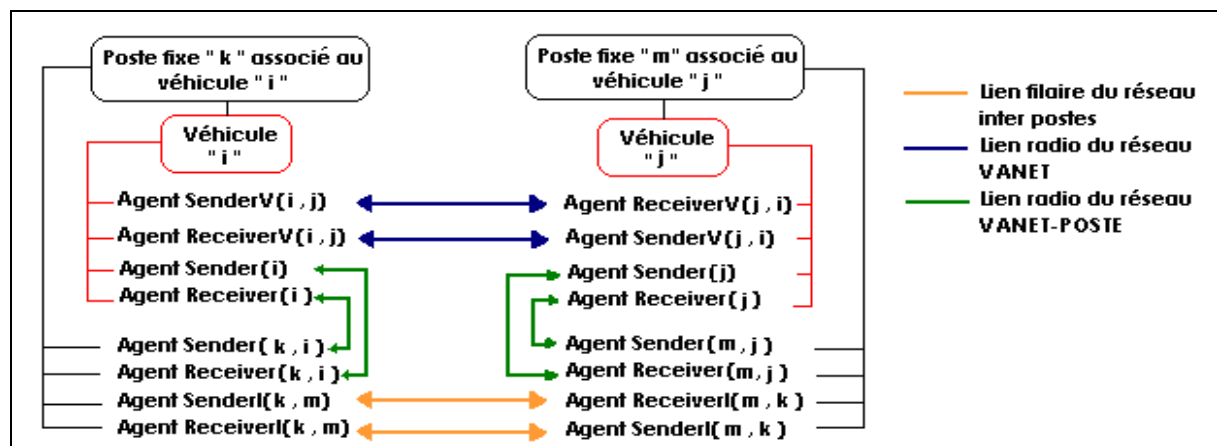 Poste fixe " k " associé au
véhicule " i "
Poste fixe "m" associé au
véhicule " j "
Véhicule
" i "
Véhicule
"j"
Lien filaire du réseau
inter postes
Lien radio du réseau
VANET
Lien radio du réseau
VANET-POSTE
Agent SenderV(i , j)
Agent ReceiverV(j , i)
Agent ReceiverV(i , j)
Agent SenderV(j , i)
Agent Sender(i)
Agent Sender(j)
Agent Receiver(i )
Agent Receiver( j )
Agent Sender( k , i )
Agent Sender(m , j)
Agent Receiver(k , i )
Agent Receiver(m,j )
Agent SenderI(k , m)
Agent ReceiverI(m , k )
Agent ReceiverI(k , m)
Agent SenderI( m , k )